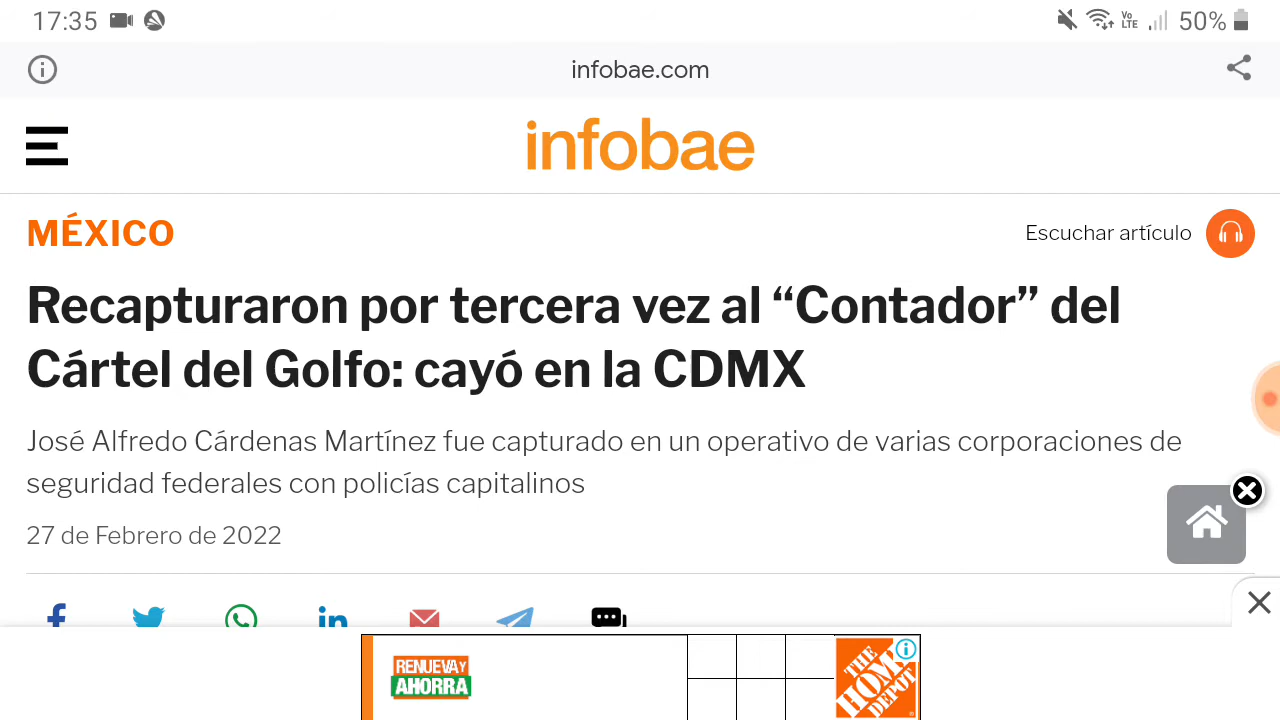 17:35
Vo
LTE
50%
infobae.com
infobae
MÉXICO
Escuchar artículo
Recapturaron por tercera vez al “Contador” del
Cártel del Golfo: cayó en la CDMX
José Alfredo Cárdenas Martínez fue capturado en un operativo de varias corporaciones de
seguridad federales con policías capitalinos
27 de Febrero de 2022
RENUEVA Y
AHORRA
THE
HOME
DEPOT